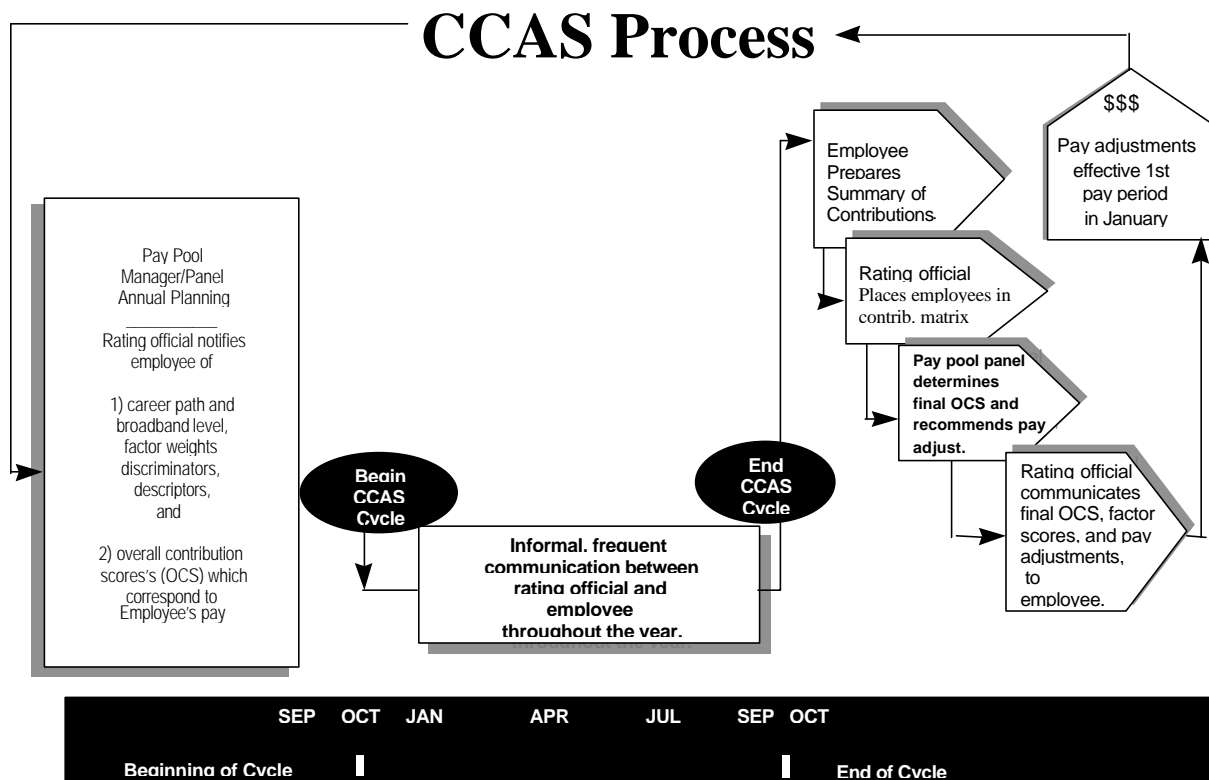 CCAS Process
Pay Pool
Manager/Panel
Annual Planning
____________
Rating official notifies
employee of
1) career path and
broadband level,
factor weights
discriminators,
descriptors,
and
2) overall contribution
scores's (OCS) which
correspond to
Employee's pay
Begin
CCAS
Cycle
Informal, frequent
communication between
rating official and
employee
throughout the year.
End
CCAS
Cycle
Employee
Prepares
Summary of
Contributions.
Rating official
Places employees in
contrib. matrix
Pay pool panel
determines
final OCS and
recommends pay
adjust.
Rating official
communicates
final OCS, factor
scores, and pay
adjustments,
to
employee.
$$$
Pay adjustments
effective 1st
pay period
in January
SEP OCT JAN APR JUL SEP OCT
Beginning of Cycle End of Cycle